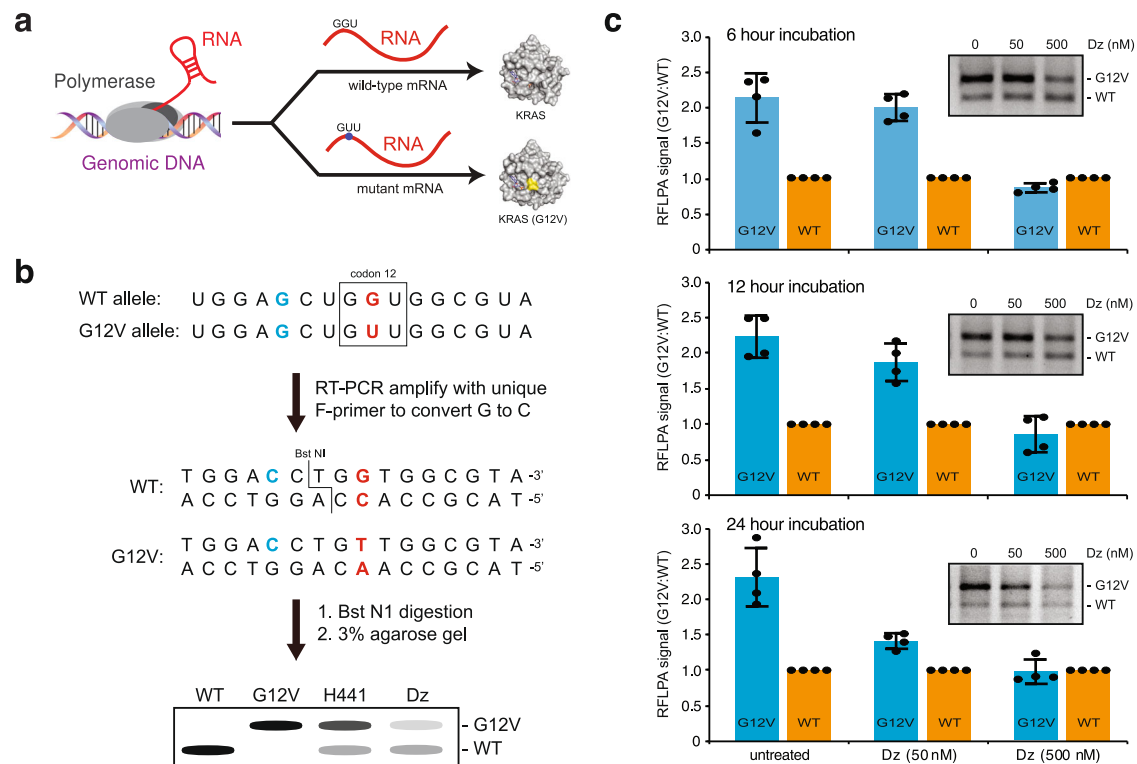 a
RNA
Polymerase
Genomic DNA
GGU
RNA
wild-type mRNA
KRAS
GUU
RNA
mutant mRNA
KRAS (G12V)
b
codon 12
WT allele: U G G A G C U G G U G G C G U A
G12V allele: U G G A G C U G U U G G C G U A
RT-PCR amplify with unique
F-primer to convert G to C
Bst NI
WT:
T G G A C C T G G T G G C G T A -3'
A C C T G G A C C A C C G C A T -5'
G12V:
T G G A C C T G T T G G C G T A -3'
A C C T G G A C A A C C G C A T -5'
1. Bst N1 digestion
2. 3% agarose gel
WT G12V H441 Dz
- G12V
- WT
c
6 hour incubation
RFLPA signal (G12V:WT)
3.0
2.5
2.0
1.5
1.0
0.5
0 50 500 Dz (nM)
- G12V
- WT
G12V WT G12V WT G12V WT
12 hour incubation
RFLPA signal (G12V:WT)
3.0
2.5
2.0
1.5
1.0
0.5
0
0 50 500 Dz (nM)
- G12V
- WT
G12V WT G12V WT G12V WT
24 hour incubation
RFLPA signal (G12V:WT)
3.0
2.5
2.0
1.5
1.0
0.5
0
0 50 500 Dz (nM)
- G12V
- WT
G12V WT G12V WT G12V WT
untreated Dz (50 nM) Dz (500 nM)